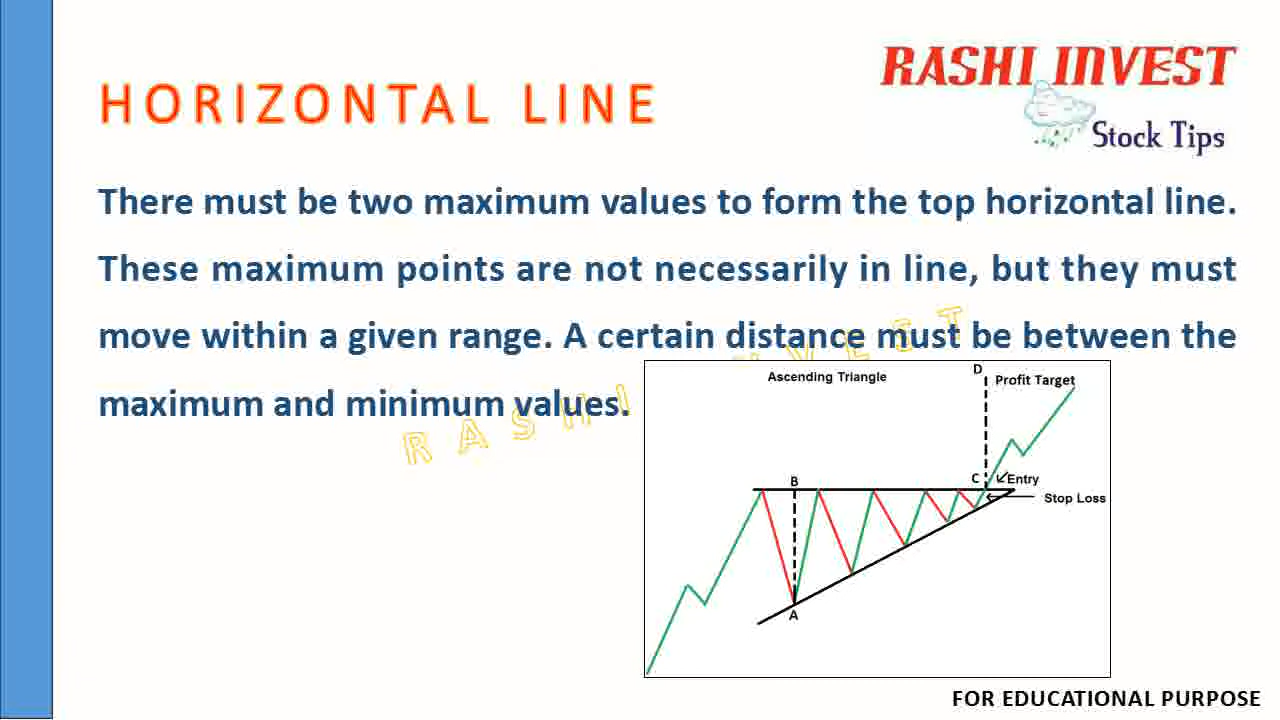 RASHI INVEST
Stock Tips
HORIZONTAL LINE
There must be two maximum values to form the top horizontal line.
These maximum points are not necessarily in line, but they must
move within a given range. A certain distance must be between the
maximum and minimum values.
RASHI INVEST
Ascending Triangle
D
Profit Target
B
C
Entry
Stop Loss
A
FOR EDUCATIONAL PURPOSE